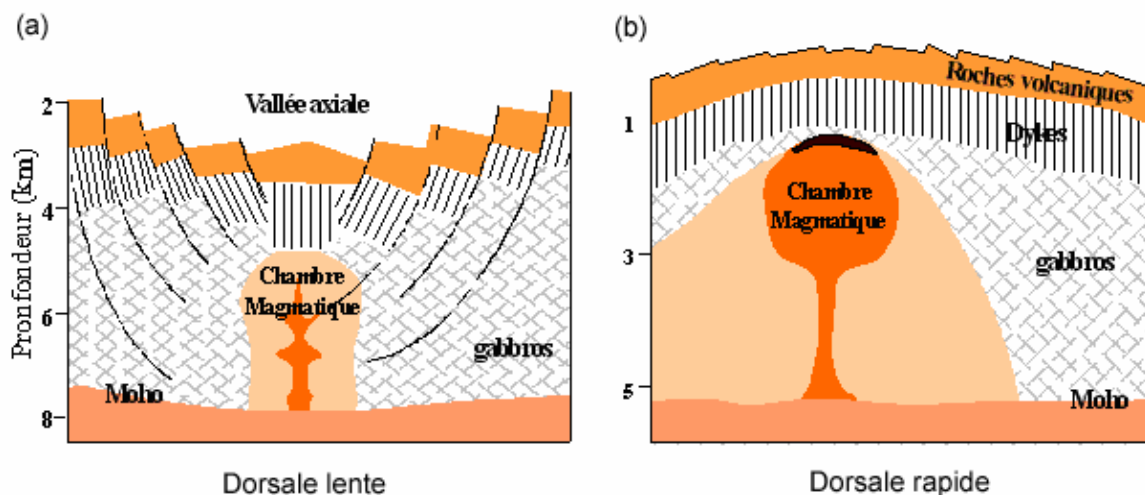 (a)
Vallée axiale
Pronfondeur (km)
2
4
6
8
Chambre
Magmatique
gabbros
Moho
Dorsale lente
(b)
Roches volcaniques
Dykes
1
3
5
Chambre
Magmatique
gabbros
Moho
Dorsale rapide